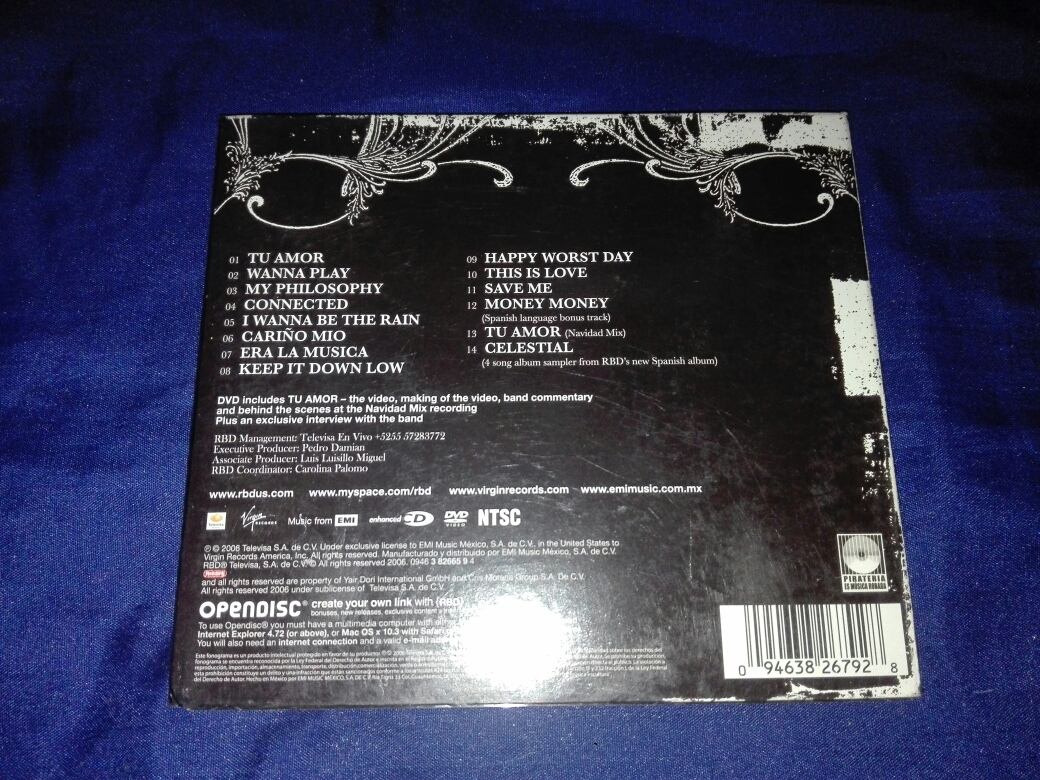 01 TU AMOR
02 WANNA PLAY
03 MY PHILOSOPHY
04 CONNECTED
05 I WANNA BE THE RAIN
06 CARIÑO MIO
07 ERA LA MUSICA
08 KEEP IT DOWN LOW
09 HAPPY WORST DAY
10 THIS IS LOVE
11 SAVE ME
12 MONEY MONEY
(Spanish language bonus track)
13 TU AMOR (Navidad Mix)
14 CELESTIAL
(4 song album sampler from RBD's new Spanish album)
DVD includes TU AMOR – the video, making of the video, band commentary
and behind the scenes at the Navidad Mix recording
Plus an exclusive interview with the band
RBD Management: Televisa En Vivo +5255 57283772
Executive Producer: Pedro Damian
Associate Producer: Luis Luisillo Miguel
RBD Coordinator: Carolina Palomo
www.rbdus.com www.myspace.com/rbd www.virginrecords.com www.emimusic.com.mx
Virgin RECORDS Music from EMI enhanced CD DVD VIDEO NTSC
℗ © 2006 Televisa S.A. de C.V. Under exclusive license to EMI Music México, S.A. de C.V., in the United States to
Virgin Records America, Inc. All rights reserved. Manufacturado y distribuido por EMI Music México, S.A. de C.V.
RBD® Televisa, S.A. de C.V. © All rights reserved 2006. 0946 3 82665 9 4
and all rights reserved are property of Yair Dori International GmbH and Cris Morena Group S.A. De C.V.
All rights reserved 2006 under sublicense of Televisa S.A. de C.V.
OPENDISC® create your own link with (RBD)
bonuses, new releases, exclusive content
To use Opendisc® you must have a multimedia computer with
Internet Explorer 4.72 (or above), or Mac OS x 10.3 with Safari
You will also need an internet connection and a valid e-mail
PIRATERIA
ES MUSICA ROBADA
0 94638 26792 8